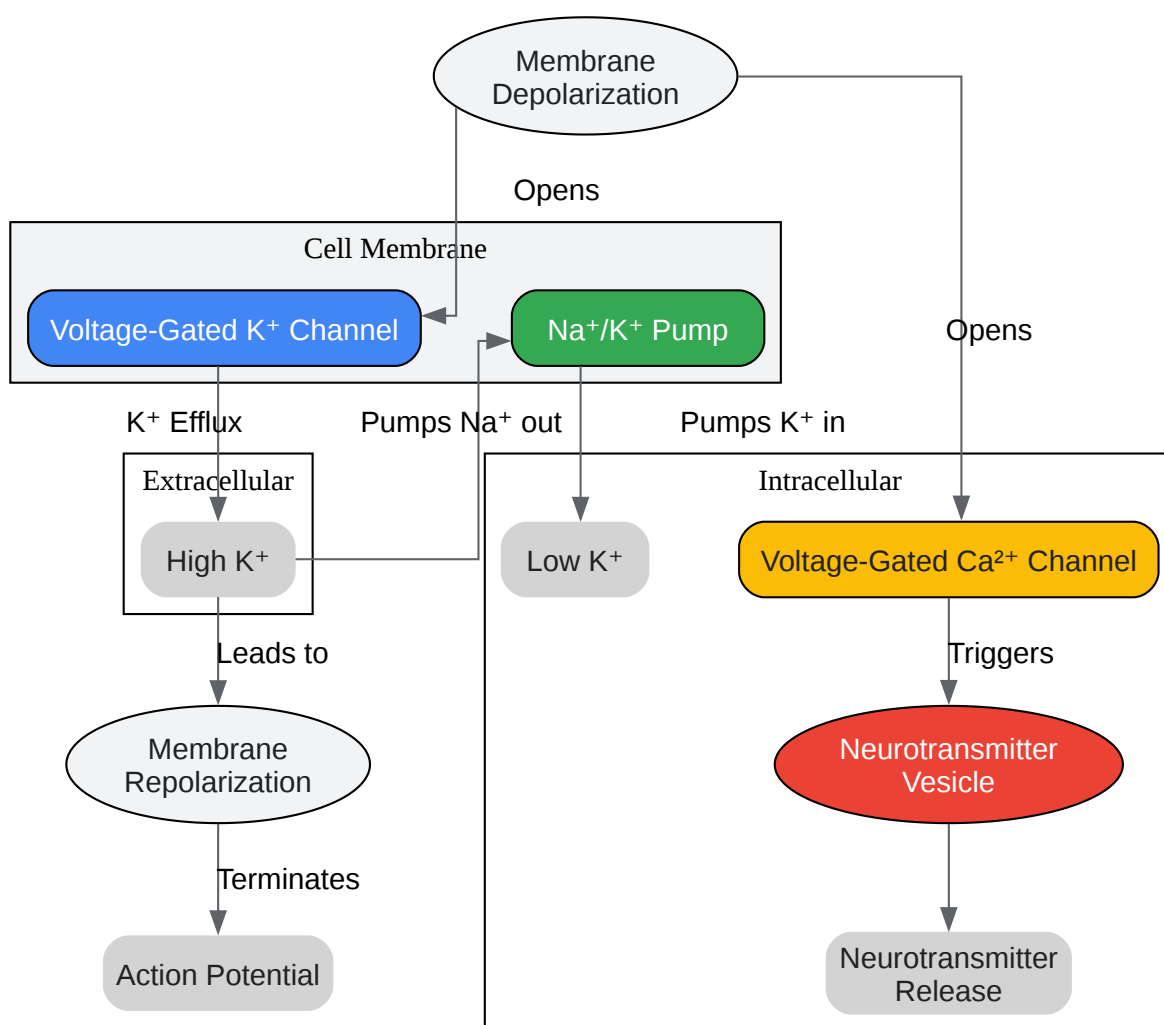 Membrane
Depolarization
Opens
Cell Membrane
Voltage-Gated K⁺ Channel
Na⁺/K⁺ Pump
Opens
K⁺ Efflux
Pumps Na⁺ out
Pumps K⁺ in
Extracellular
Intracellular
High K⁺
Low K⁺
Voltage-Gated Ca²⁺ Channel
Leads to
Triggers
Membrane
Repolarization
Neurotransmitter
Vesicle
Terminates
Action Potential
Neurotransmitter
Release